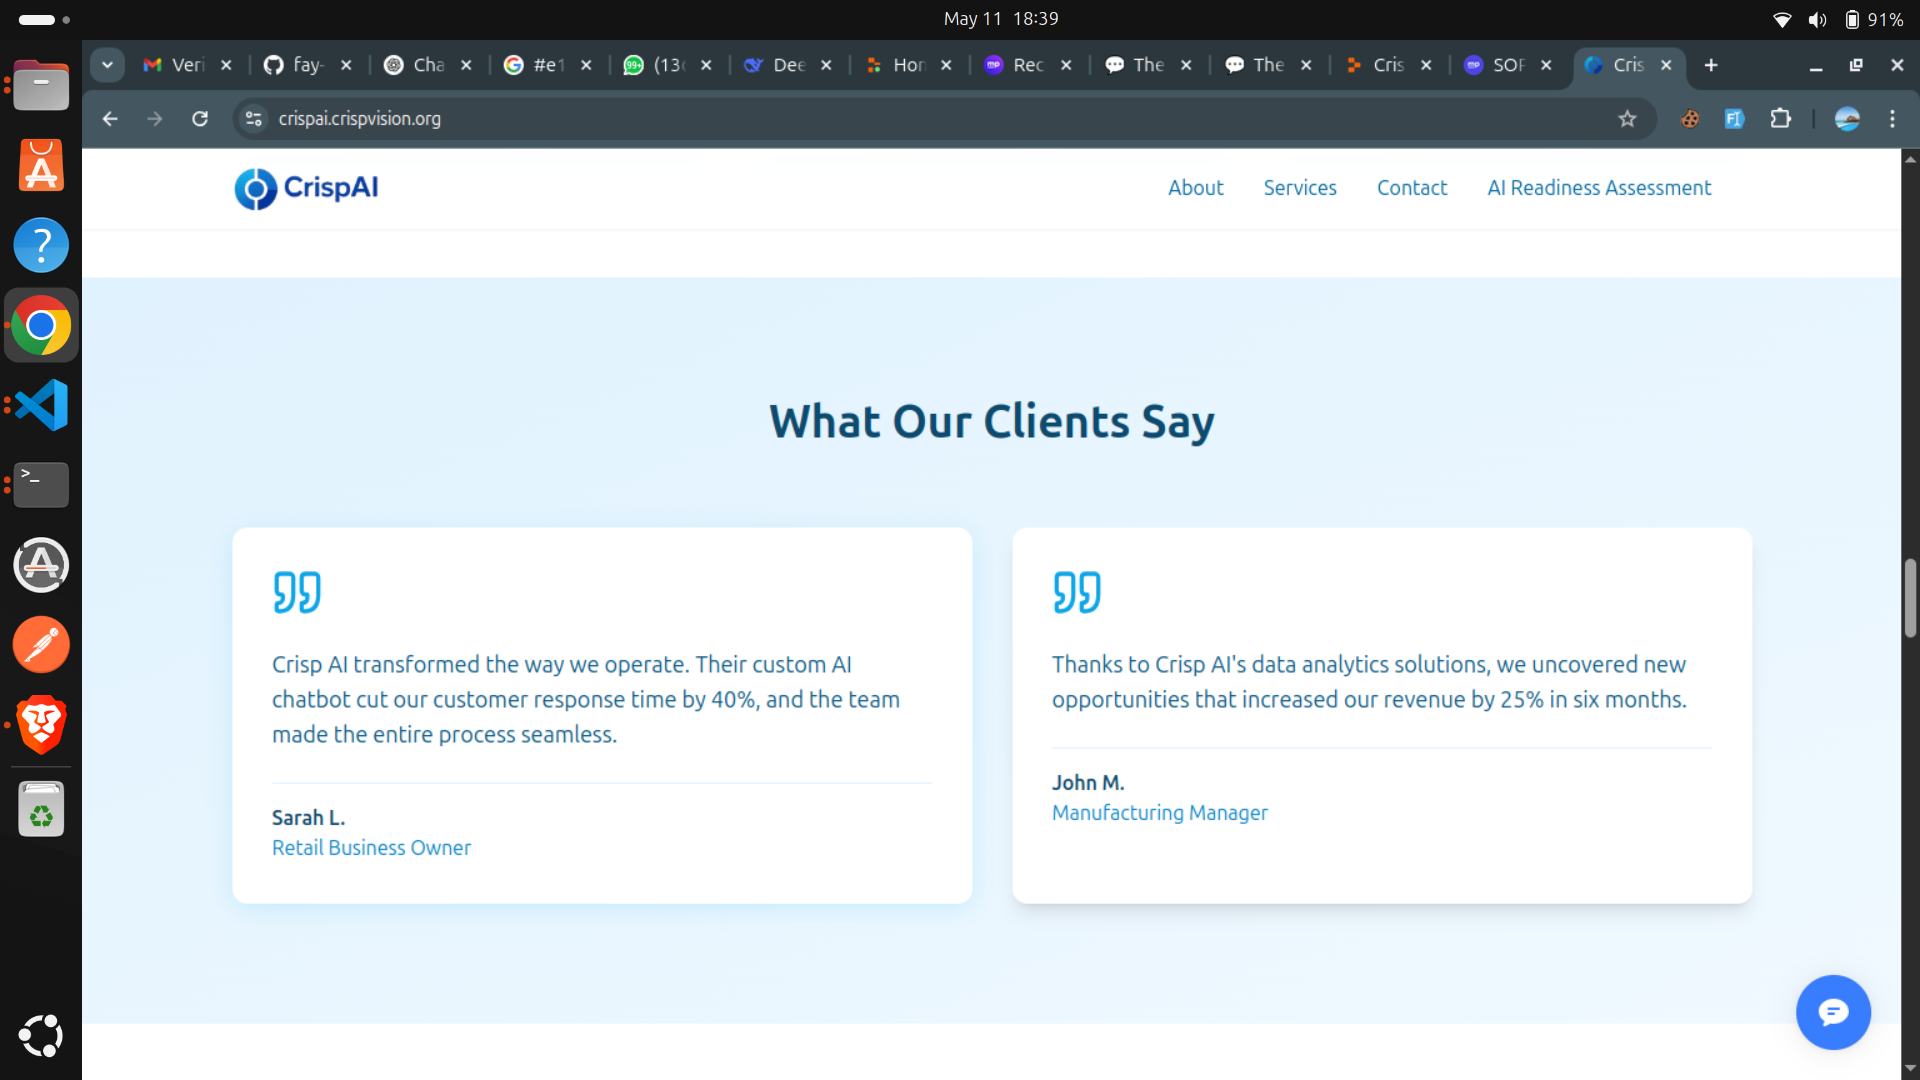 May 11 18:39
91%
Veri
fay-
Cha
#e1
(13
Dee
Hon
Rec
The
The
Cris
SOF
Cris
crispai.crispvision.org
CrispAI
About
Services
Contact
AI Readiness Assessment
What Our Clients Say
Crisp AI transformed the way we operate. Their custom AI
chatbot cut our customer response time by 40%, and the team
made the entire process seamless.
Sarah L.
Retail Business Owner
Thanks to Crisp AI's data analytics solutions, we uncovered new
opportunities that increased our revenue by 25% in six months.
John M.
Manufacturing Manager